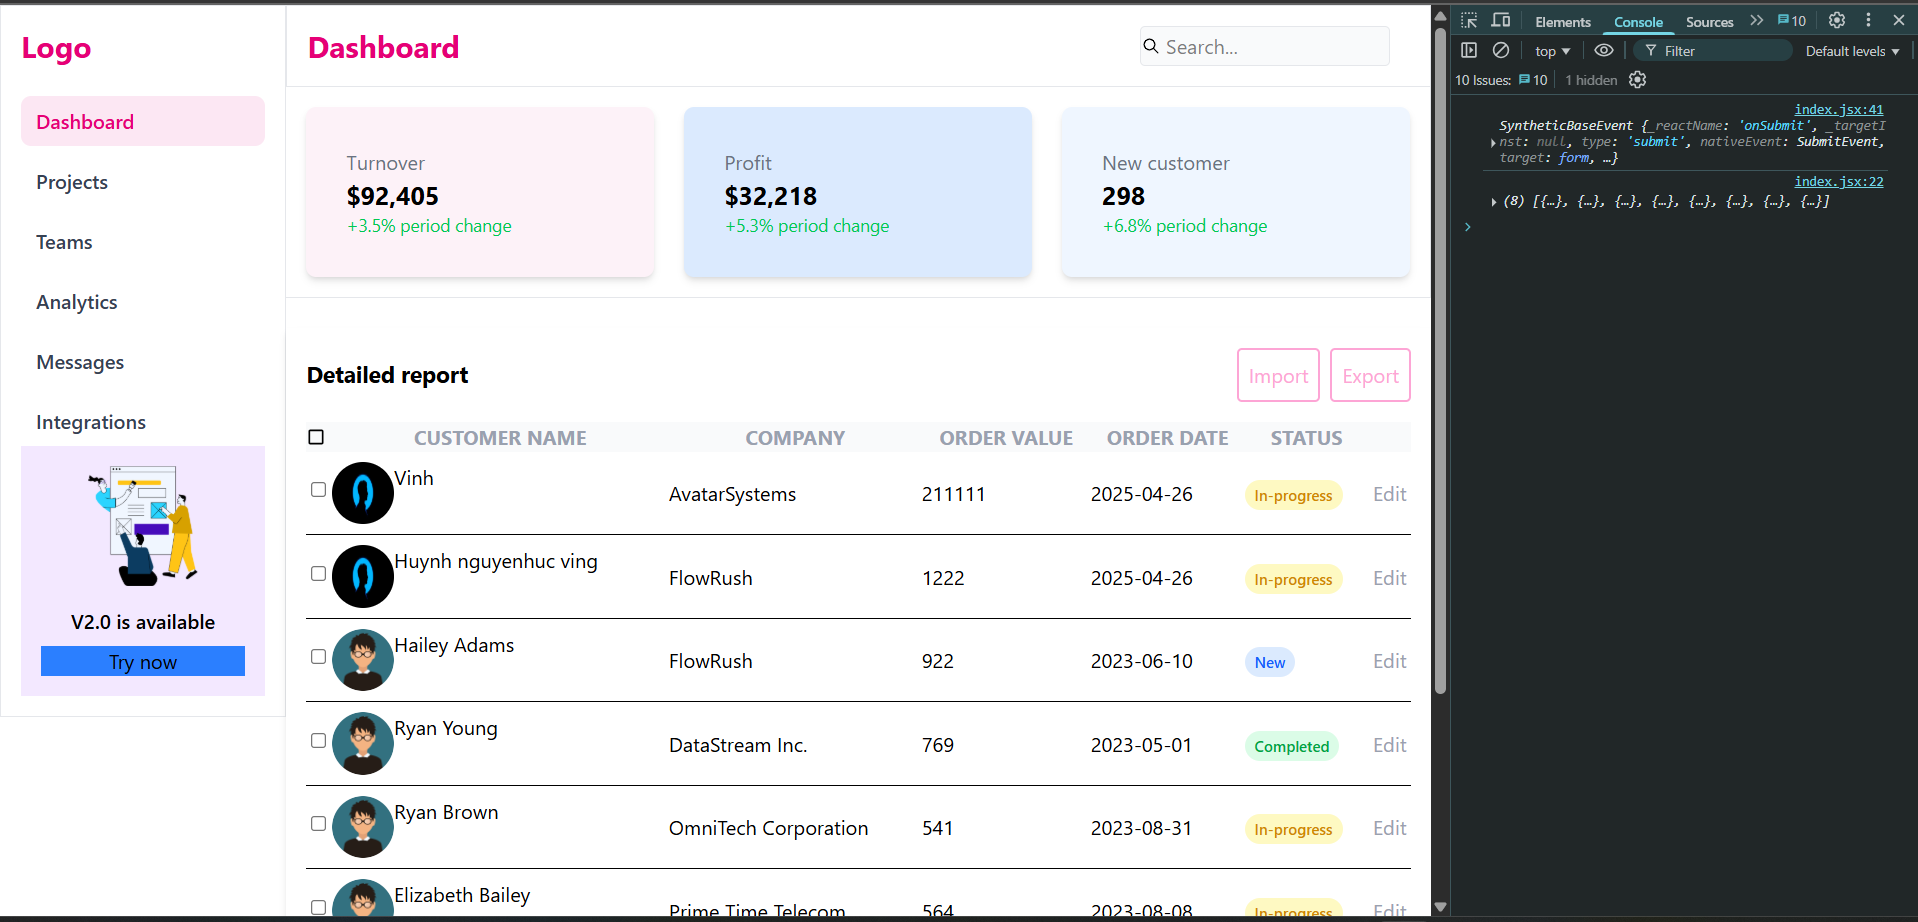 Logo
Dashboard
Projects
Teams
Analytics
Messages
Integrations
V2.0 is available
Try now
Dashboard
Search...
Turnover
$92,405
+3.5% period change
Profit
$32,218
+5.3% period change
New customer
298
+6.8% period change
Detailed report
Import
Export
CUSTOMER NAME COMPANY ORDER VALUE ORDER DATE STATUS
Vinh AvatarSystems 211111 2025-04-26 In-progress Edit
Huynh nguyenhuc ving FlowRush 1222 2025-04-26 In-progress Edit
Hailey Adams FlowRush 922 2023-06-10 New Edit
Ryan Young DataStream Inc. 769 2023-05-01 Completed Edit
Ryan Brown OmniTech Corporation 541 2023-08-31 In-progress Edit
Elizabeth Bailey Prime Time Telecom 564 2023-08-08 In-progress Edit
Elements Console Sources 10
top Filter Default levels
10 Issues: 10 1 hidden
index.jsx:41
SyntheticBaseEvent {_reactName: 'onSubmit', _targetI
nst: null, type: 'submit', nativeEvent: SubmitEvent,
target: form, …}
index.jsx:22
(8) [{…}, {…}, {…}, {…}, {…}, {…}, {…}, {…}]